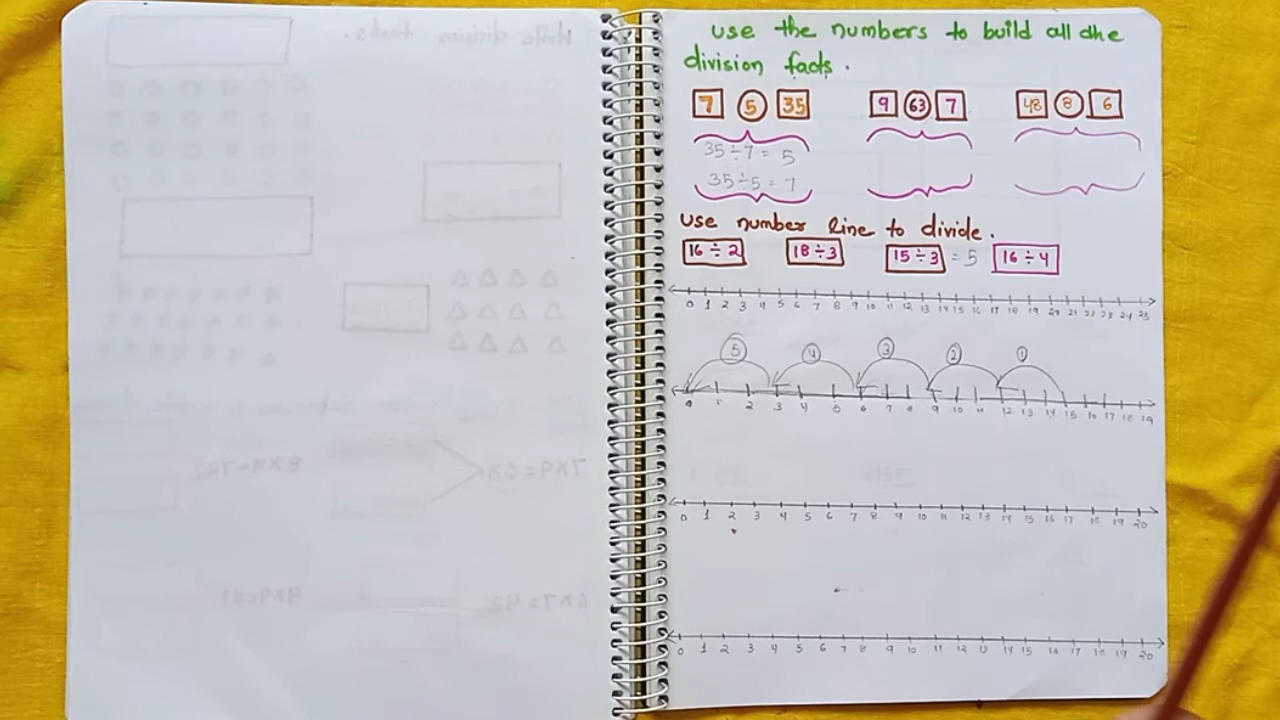 use the numbers to build all the
division facts.
7 5 35 9 63 7 48 8 6
35÷7 = 5
35÷5 = 7
use number line to divide.
16÷2 18÷3 15÷3 = 5 16÷4
0 1 2 3 4 5 6 7 8 9 10 11 12 13 14 15 16 17 18 19 20 21 22 23 24 25
5 4 3 2 1
0 1 2 3 4 5 6 7 8 9 10 11 12 13 14 15 16 17 18 19
0 1 2 3 4 5 6 7 8 9 10 11 12 13 14 15 16 17 18 19 20
0 1 2 3 4 5 6 7 8 9 10 11 12 13 14 15 16 17 18 19 20